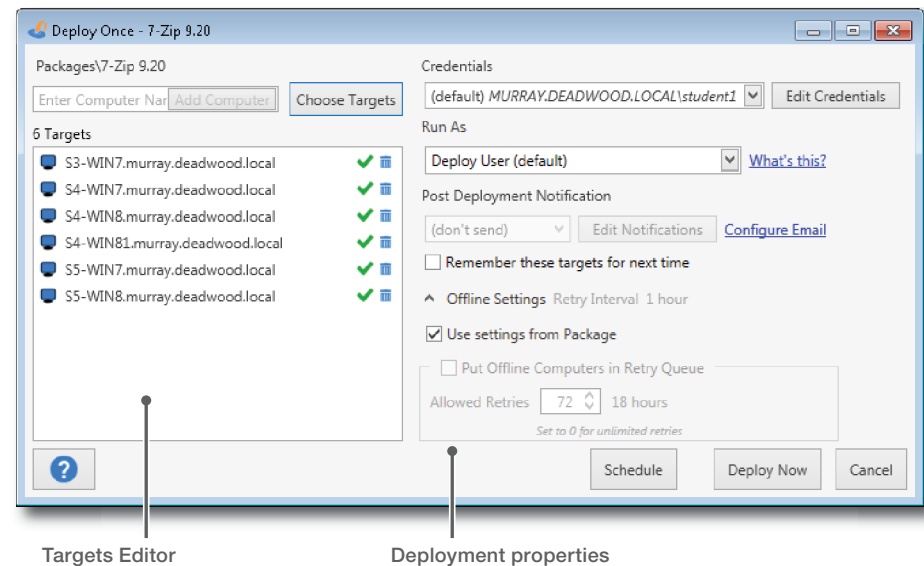 Deploy Once - 7-Zip 9.20
Packages\7-Zip 9.20
Enter Computer Nar Add Computer Choose Targets
6 Targets
S3-WIN7.murray.deadwood.local
S4-WIN7.murray.deadwood.local
S4-WIN8.murray.deadwood.local
S4-WIN81.murray.deadwood.local
S5-WIN7.murray.deadwood.local
S5-WIN8.murray.deadwood.local
Credentials
(default) MURRAY.DEADWOOD.LOCAL\student1 Edit Credentials
Run As
Deploy User (default) What's this?
Post Deployment Notification
(don't send) Edit Notifications Configure Email
Remember these targets for next time
Offline Settings Retry Interval 1 hour
Use settings from Package
Put Offline Computers in Retry Queue
Allowed Retries 72 18 hours
Set to 0 for unlimited retries
? Schedule Deploy Now Cancel
Targets Editor Deployment properties